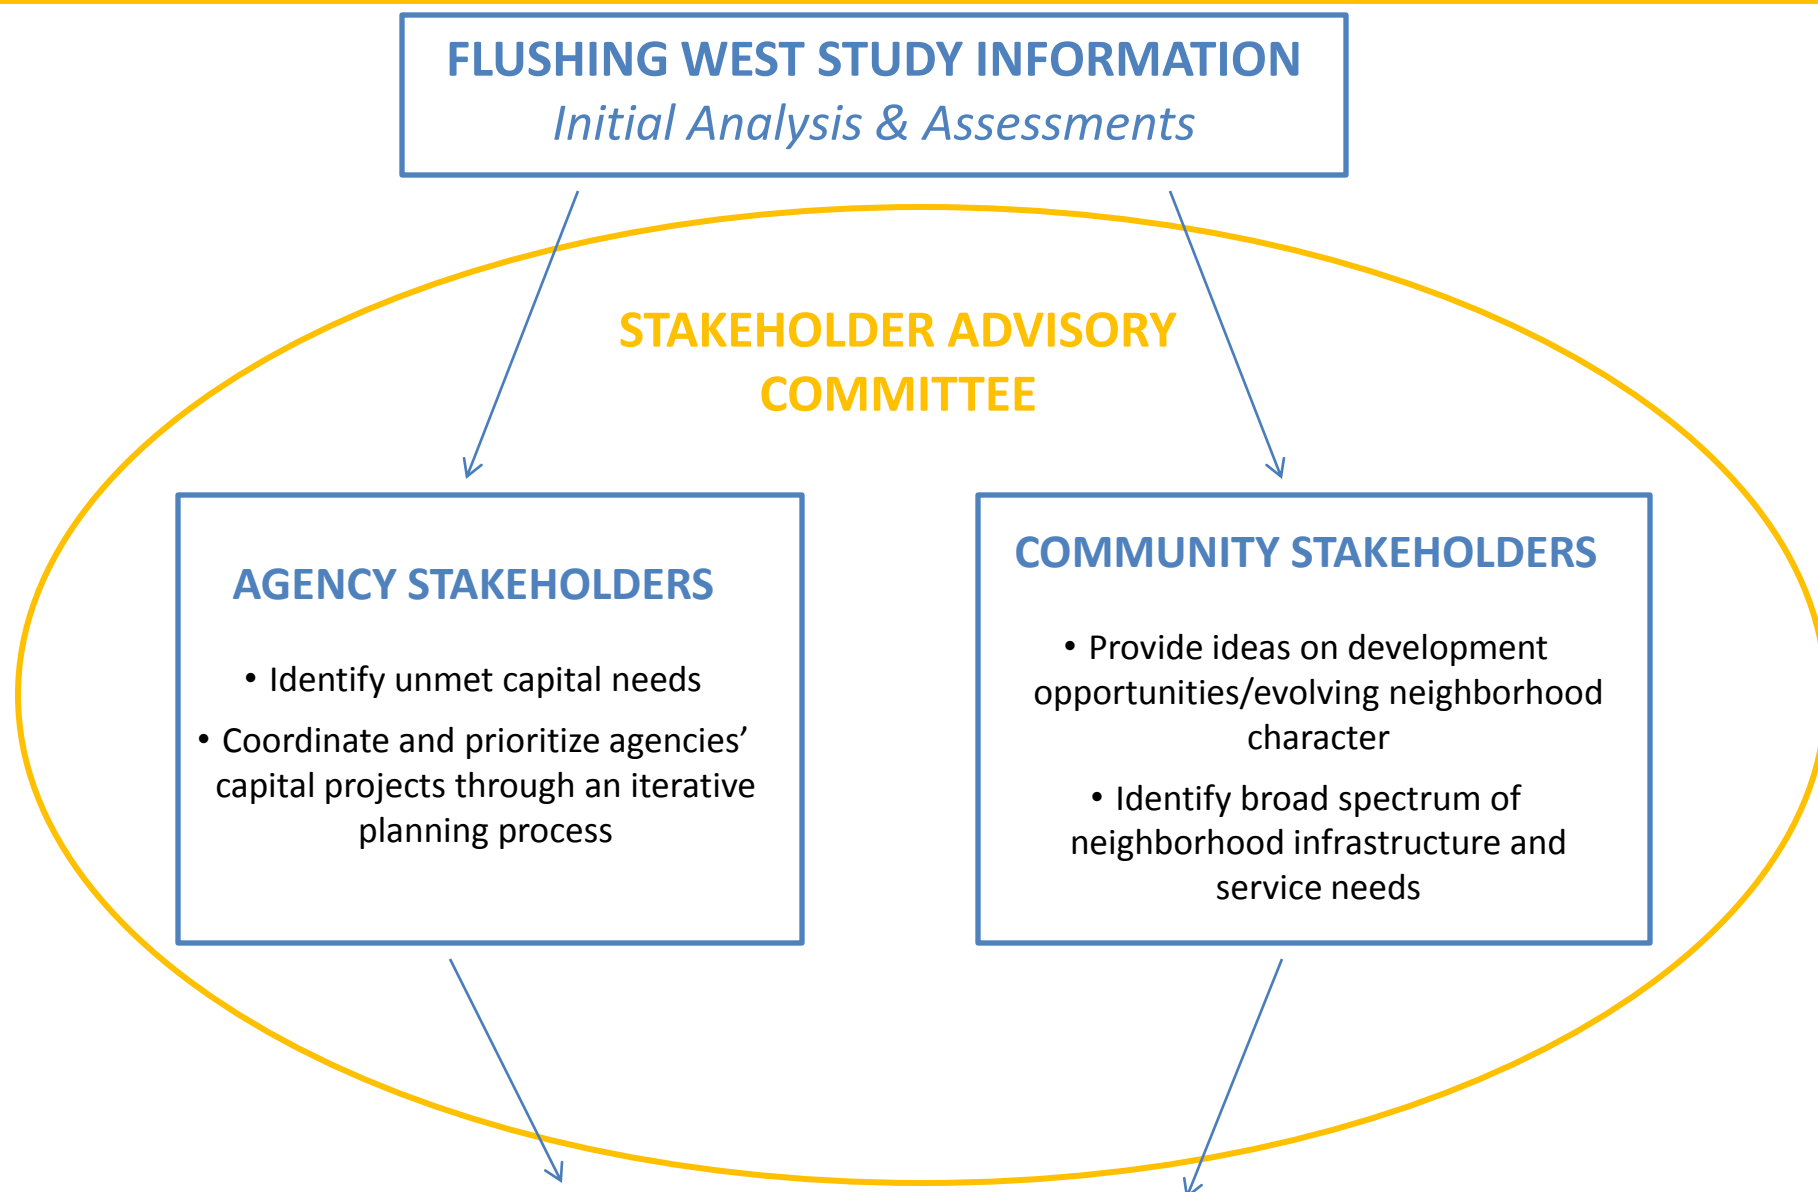 FLUSHING WEST STUDY INFORMATION
Initial Analysis & Assessments
STAKEHOLDER ADVISORY
COMMITTEE
AGENCY STAKEHOLDERS
• Identify unmet capital needs
• Coordinate and prioritize agencies’
capital projects through an iterative
planning process
COMMUNITY STAKEHOLDERS
• Provide ideas on development
opportunities/evolving neighborhood
character
• Identify broad spectrum of
neighborhood infrastructure and
service needs